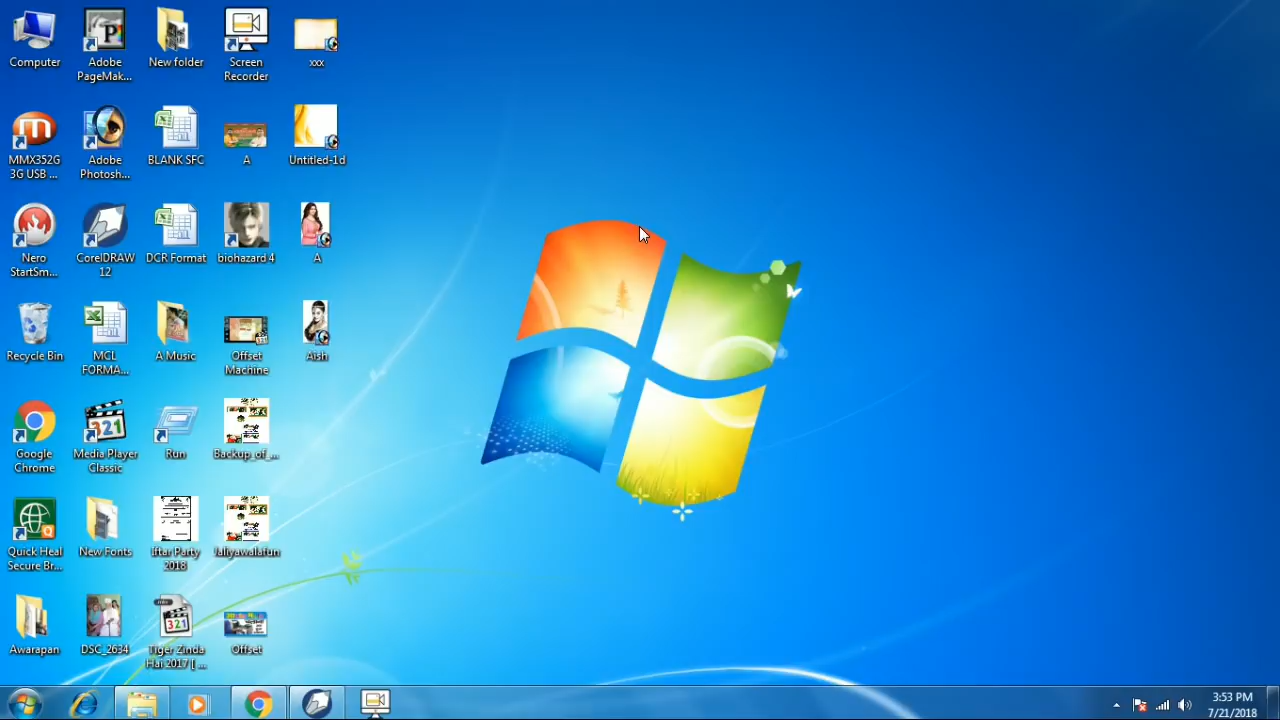 Computer
Adobe
PageMak...
New folder
Screen
Recorder
xxx
MMX352G
3G USB ...
Adobe
Photosh...
BLANK SFC
A
Untitled-1d
Nero
StartSm...
CorelDRAW
12
DCR Format
biohazard 4
A
Recycle Bin
MCL
FORMA...
A Music
Offset
Machine
Aish
Google
Chrome
Media Player
Classic
Run
Backup_of_...
Quick Heal
Secure Br...
New Fonts
Iftar Party
2018
Jaliyawalafun
Awarapan
DSC_2634
Tiger Zinda
Hai 2017 [ ...
Offset
3:53 PM
7/21/2018